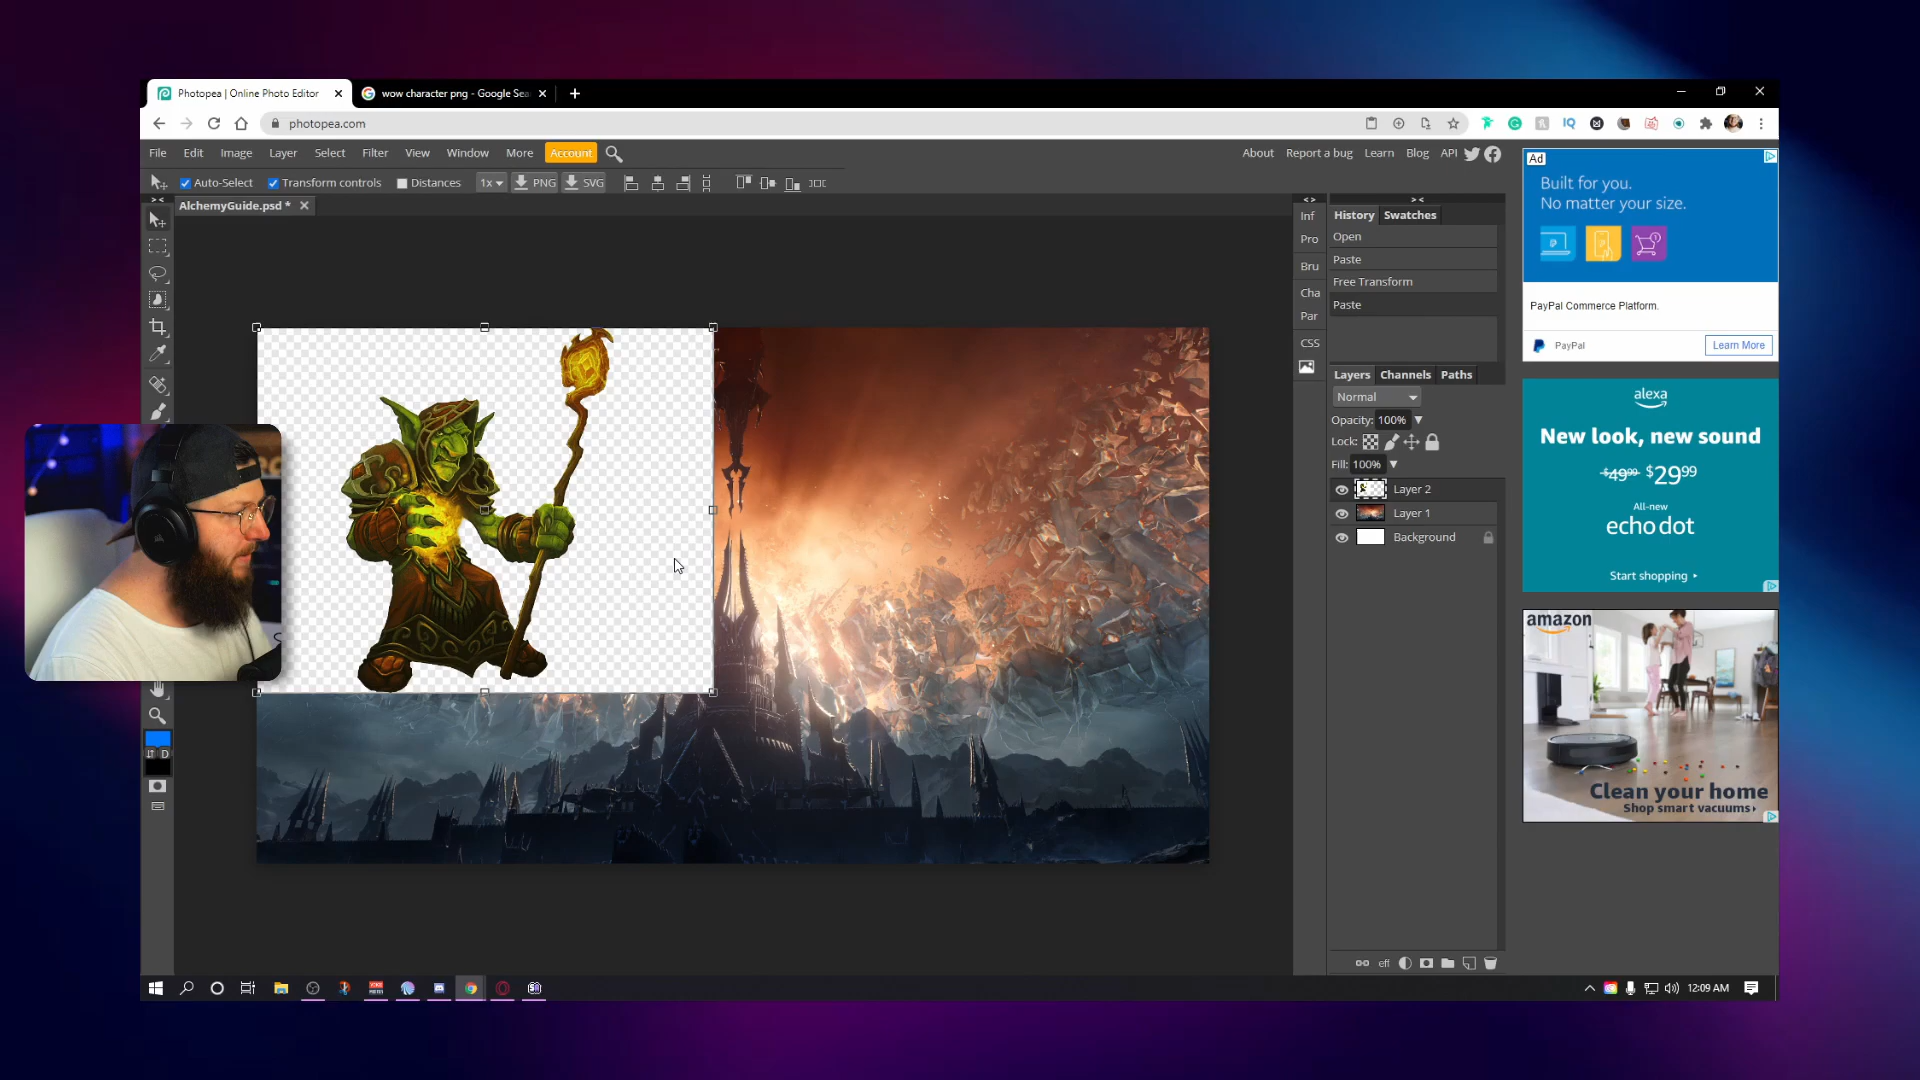 Photopea | Online Photo Editor
wow character png - Google Sea
photopea.com
File Edit Image Layer Select Filter View Window More Account
About Report a bug Learn Blog API
Auto-Select Transform controls Distances 1x PNG SVG
AlchemyGuide.psd *
Inf
Pro
Bru
Cha
Par
CSS
History Swatches
Open
Paste
Free Transform
Paste
Layers Channels Paths
Normal
Opacity: 100%
Lock:
Fill: 100%
Layer 2
Layer 1
Background
eff
D
Ad
Built for you.
No matter your size.
PayPal Commerce Platform.
PayPal
Learn More
alexa
New look, new sound
$49.99 $29.99
All-new
echo dot
Start shopping
amazon
Clean your home
Shop smart vacuums
12:09 AM